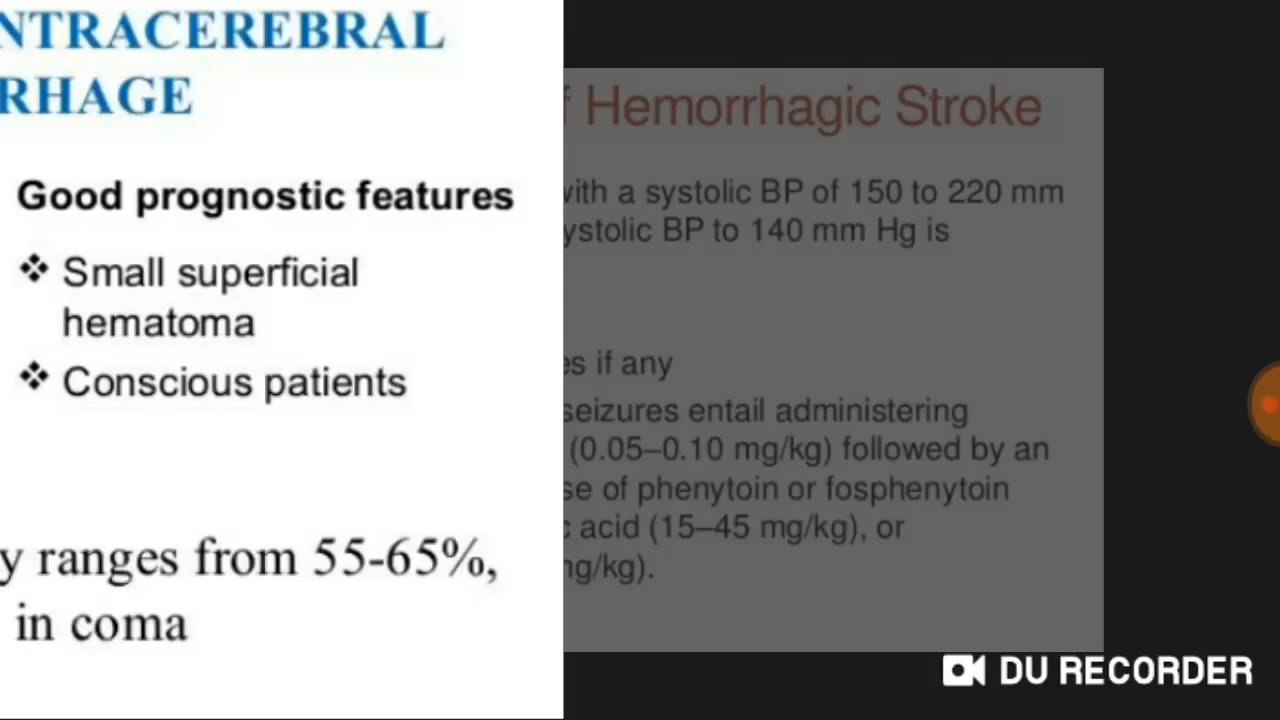 NTRACEREBRAL
RHAGE
Good prognostic features
Small superficial
hematoma
Conscious patients
y ranges from 55-65%,
in coma
f Hemorrhagic Stroke
with a systolic BP of 150 to 220 mm
ystolic BP to 140 mm Hg is
es if any
seizures entail administering
(0.05–0.10 mg/kg) followed by an
se of phenytoin or fosphenytoin
c acid (15–45 mg/kg), or
ng/kg).
DU RECORDER